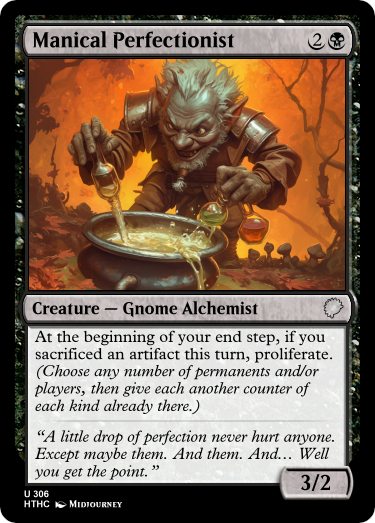 Manical Perfectionist 2
Creature — Gnome Alchemist
At the beginning of your end step, if you
sacrificed an artifact this turn, proliferate.
(Choose any number of permanents and/or
players, then give each another counter of
each kind already there.)
“A little drop of perfection never hurt anyone.
Except maybe them. And them. And… Well
you get the point.”
3/2
U 306
HTHC Midjourney